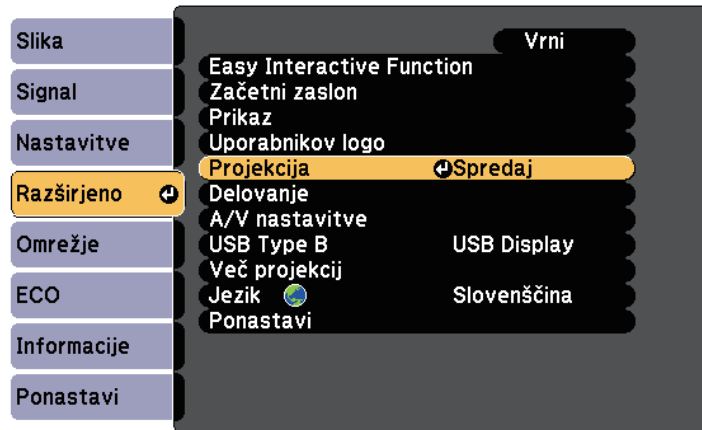 Slika
Signal
Nastavitve
Razširjeno
Omrežje
ECO
Informacije
Ponastavi
Vrni
Easy Interactive Function
Začetni zaslon
Prikaz
Uporabnikov logo
Projekcija Spredaj
Delovanje
A/V nastavitve
USB Type B USB Display
Več projekcij
Jezik Slovenščina
Ponastavi